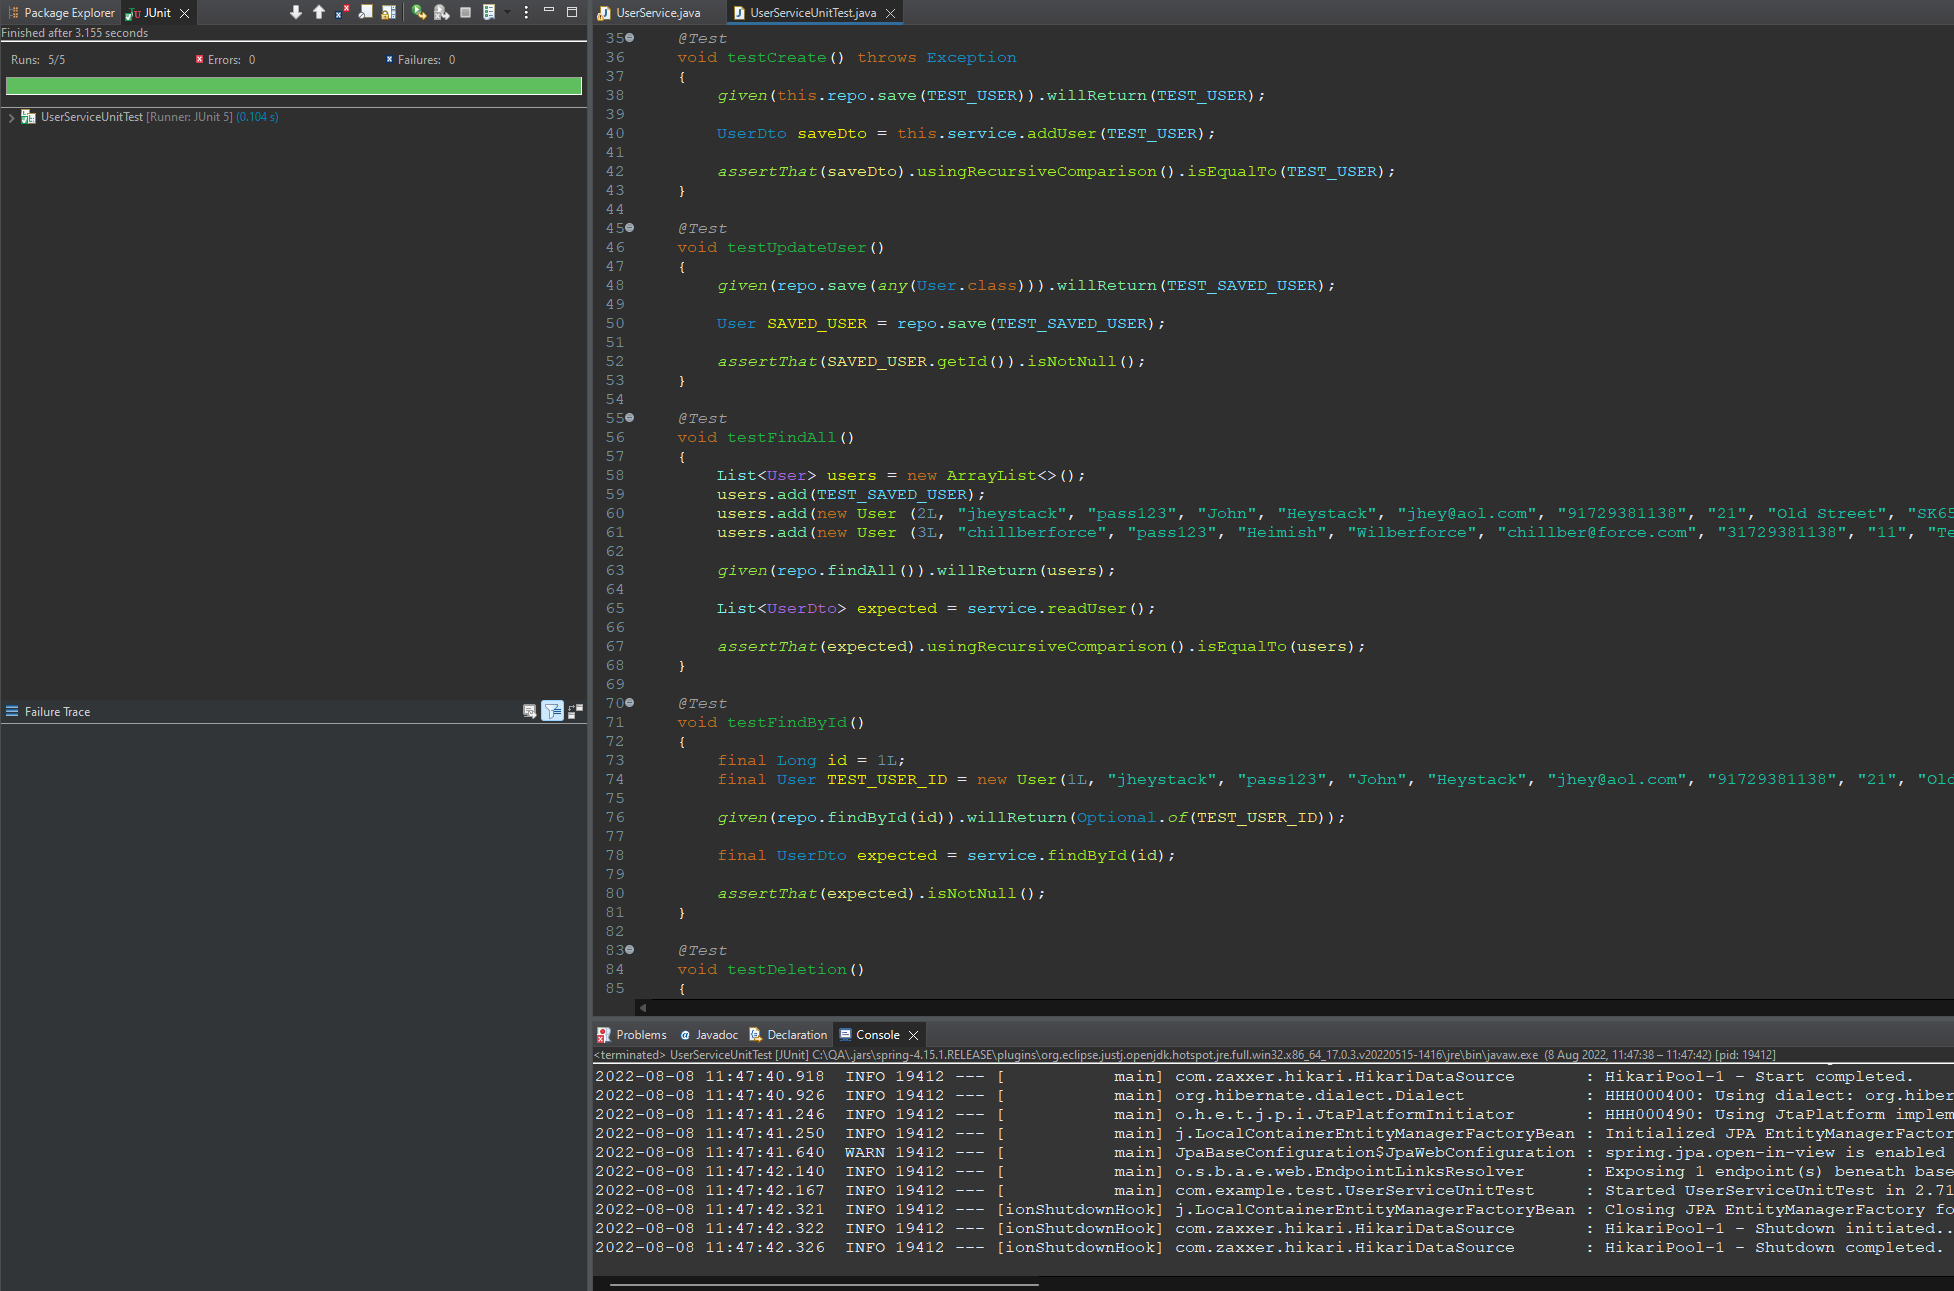 Package Explorer JUnit
Finished after 3.155 seconds
Runs: 5/5 Errors: 0 Failures: 0
UserServiceUnitTest [Runner: JUnit 5] (0.104 s)
Failure Trace
UserService.java UserServiceUnitTest.java
35 @Test
36 void testCreate() throws Exception
37 {
38 given(this.repo.save(TEST_USER)).willReturn(TEST_USER);
39
40 UserDto saveDto = this.service.addUser(TEST_USER);
41
42 assertThat(saveDto).usingRecursiveComparison().isEqualTo(TEST_USER);
43 }
44
45 @Test
46 void testUpdateUser()
47 {
48 given(repo.save(any(User.class))).willReturn(TEST_SAVED_USER);
49
50 User SAVED_USER = repo.save(TEST_SAVED_USER);
51
52 assertThat(SAVED_USER.getId()).isNotNull();
53 }
54
55 @Test
56 void testFindAll()
57 {
58 List<User> users = new ArrayList<>();
59 users.add(TEST_SAVED_USER);
60 users.add(new User (2L, "jheystack", "pass123", "John", "Heystack", "jhey@aol.com", "91729381138", "21", "Old Street", "SK65
61 users.add(new User (3L, "chillberforce", "pass123", "Heimish", "Wilberforce", "chillber@force.com", "31729381138", "11", "Te
62
63 given(repo.findAll()).willReturn(users);
64
65 List<UserDto> expected = service.readUser();
66
67 assertThat(expected).usingRecursiveComparison().isEqualTo(users);
68 }
69
70 @Test
71 void testFindById()
72 {
73 final Long id = 1L;
74 final User TEST_USER_ID = new User(1L, "jheystack", "pass123", "John", "Heystack", "jhey@aol.com", "91729381138", "21", "Old
75
76 given(repo.findById(id)).willReturn(Optional.of(TEST_USER_ID));
77
78 final UserDto expected = service.findById(id);
79
80 assertThat(expected).isNotNull();
81 }
82
83 @Test
84 void testDeletion()
85 {
Problems Javadoc Declaration Console
<terminated> UserServiceUnitTest [JUnit] C:\QA\.jars\spring-4.15.1.RELEASE\plugins\org.eclipse.justj.openjdk.hotspot.jre.full.win32.x86_64_17.0.3.v20220515-1416\jre\bin\javaw.exe (8 Aug 2022, 11:47:38 – 11:47:42) [pid: 19412]
2022-08-08 11:47:40.918 INFO 19412 --- [ main] com.zaxxer.hikari.HikariDataSource : HikariPool-1 - Start completed.
2022-08-08 11:47:40.926 INFO 19412 --- [ main] org.hibernate.dialect.Dialect : HHH000400: Using dialect: org.hiber
2022-08-08 11:47:41.246 INFO 19412 --- [ main] o.h.e.t.j.p.i.JtaPlatformInitiator : HHH000490: Using JtaPlatform implem
2022-08-08 11:47:41.250 INFO 19412 --- [ main] j.LocalContainerEntityManagerFactoryBean : Initialized JPA EntityManagerFactor
2022-08-08 11:47:41.640 WARN 19412 --- [ main] JpaBaseConfiguration$JpaWebConfiguration : spring.jpa.open-in-view is enabled
2022-08-08 11:47:42.140 INFO 19412 --- [ main] o.s.b.a.e.web.EndpointLinksResolver : Exposing 1 endpoint(s) beneath base
2022-08-08 11:47:42.167 INFO 19412 --- [ main] com.example.test.UserServiceUnitTest : Started UserServiceUnitTest in 2.71
2022-08-08 11:47:42.321 INFO 19412 --- [ionShutdownHook] j.LocalContainerEntityManagerFactoryBean : Closing JPA EntityManagerFactory fo
2022-08-08 11:47:42.322 INFO 19412 --- [ionShutdownHook] com.zaxxer.hikari.HikariDataSource : HikariPool-1 - Shutdown initiated..
2022-08-08 11:47:42.326 INFO 19412 --- [ionShutdownHook] com.zaxxer.hikari.HikariDataSource : HikariPool-1 - Shutdown completed.